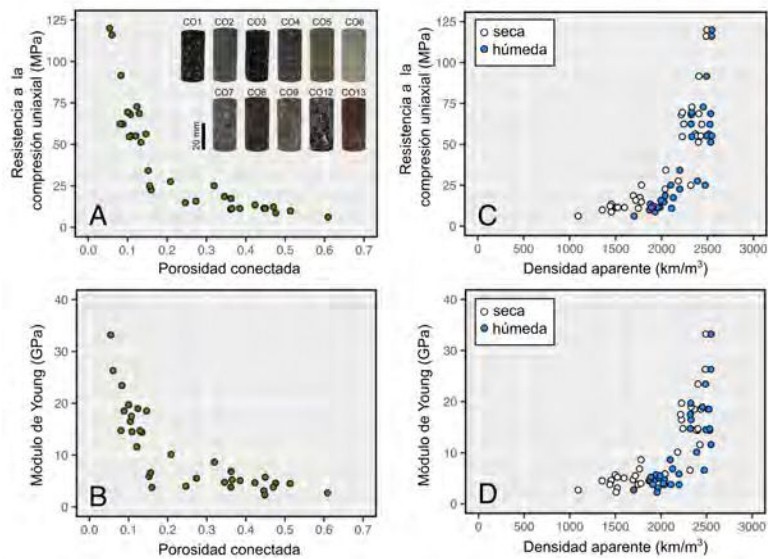 CO1 CO2 CO3 CO4 CO5 CO6
CO7 CO8 CO9 CO12 CO13
20 mm
Resistencia a la
compresión uniaxial (MPa)
125
100
75
50
25
0
A
0.0 0.1 0.2 0.3 0.4 0.5 0.6 0.7
Porosidad conectada
seca
húmeda
Resistencia a la
compresión uniaxial (MPa)
125
100
75
50
25
0
C
0 500 1000 1500 2000 2500 3000
Densidad aparente (km/m³)
Módulo de Young (GPa)
40
30
20
10
0
B
0.0 0.1 0.2 0.3 0.4 0.5 0.6 0.7
Porosidad conectada
seca
húmeda
Módulo de Young (GPa)
40
30
20
10
0
D
0 500 1000 1500 2000 2500 3000
Densidad aparente (km/m³)